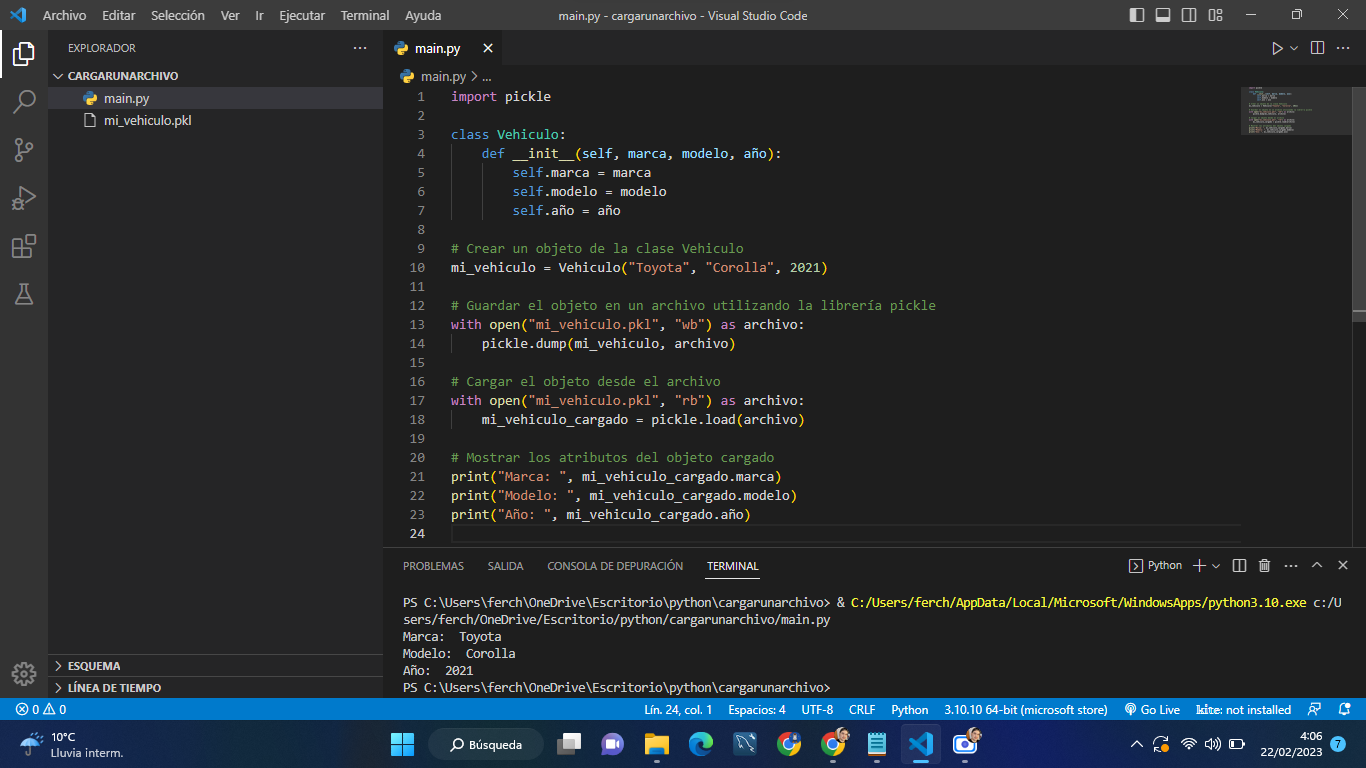 Archivo Editar Selección Ver Ir Ejecutar Terminal Ayuda
main.py - cargarunarchivo - Visual Studio Code
EXPLORADOR
CARGARUNARCHIVO
main.py
mi_vehiculo.pkl
ESQUEMA
LÍNEA DE TIEMPO
main.py
main.py > ...
1 import pickle
2
3 class Vehiculo:
4     def __init__(self, marca, modelo, año):
5         self.marca = marca
6         self.modelo = modelo
7         self.año = año
8
9 # Crear un objeto de la clase Vehiculo
10 mi_vehiculo = Vehiculo("Toyota", "Corolla", 2021)
11
12 # Guardar el objeto en un archivo utilizando la librería pickle
13 with open("mi_vehiculo.pkl", "wb") as archivo:
14     pickle.dump(mi_vehiculo, archivo)
15
16 # Cargar el objeto desde el archivo
17 with open("mi_vehiculo.pkl", "rb") as archivo:
18     mi_vehiculo_cargado = pickle.load(archivo)
19
20 # Mostrar los atributos del objeto cargado
21 print("Marca: ", mi_vehiculo_cargado.marca)
22 print("Modelo: ", mi_vehiculo_cargado.modelo)
23 print("Año: ", mi_vehiculo_cargado.año)
24
PROBLEMAS SALIDA CONSOLA DE DEPURACIÓN TERMINAL
Python
PS C:\Users\ferch\OneDrive\Escritorio\python\cargarunarchivo> & C:/Users/ferch/AppData/Local/Microsoft/WindowsApps/python3.10.exe c:/U
sers/ferch/OneDrive/Escritorio/python/cargarunarchivo/main.py
Marca:  Toyota
Modelo:  Corolla
Año:  2021
PS C:\Users\ferch\OneDrive\Escritorio\python\cargarunarchivo>
0 0 Lín. 24, col. 1 Espacios: 4 UTF-8 CRLF Python 3.10.10 64-bit (microsoft store) Go Live kite: not installed
10°C
Lluvia interm.
Búsqueda
4:06
22/02/2023
7